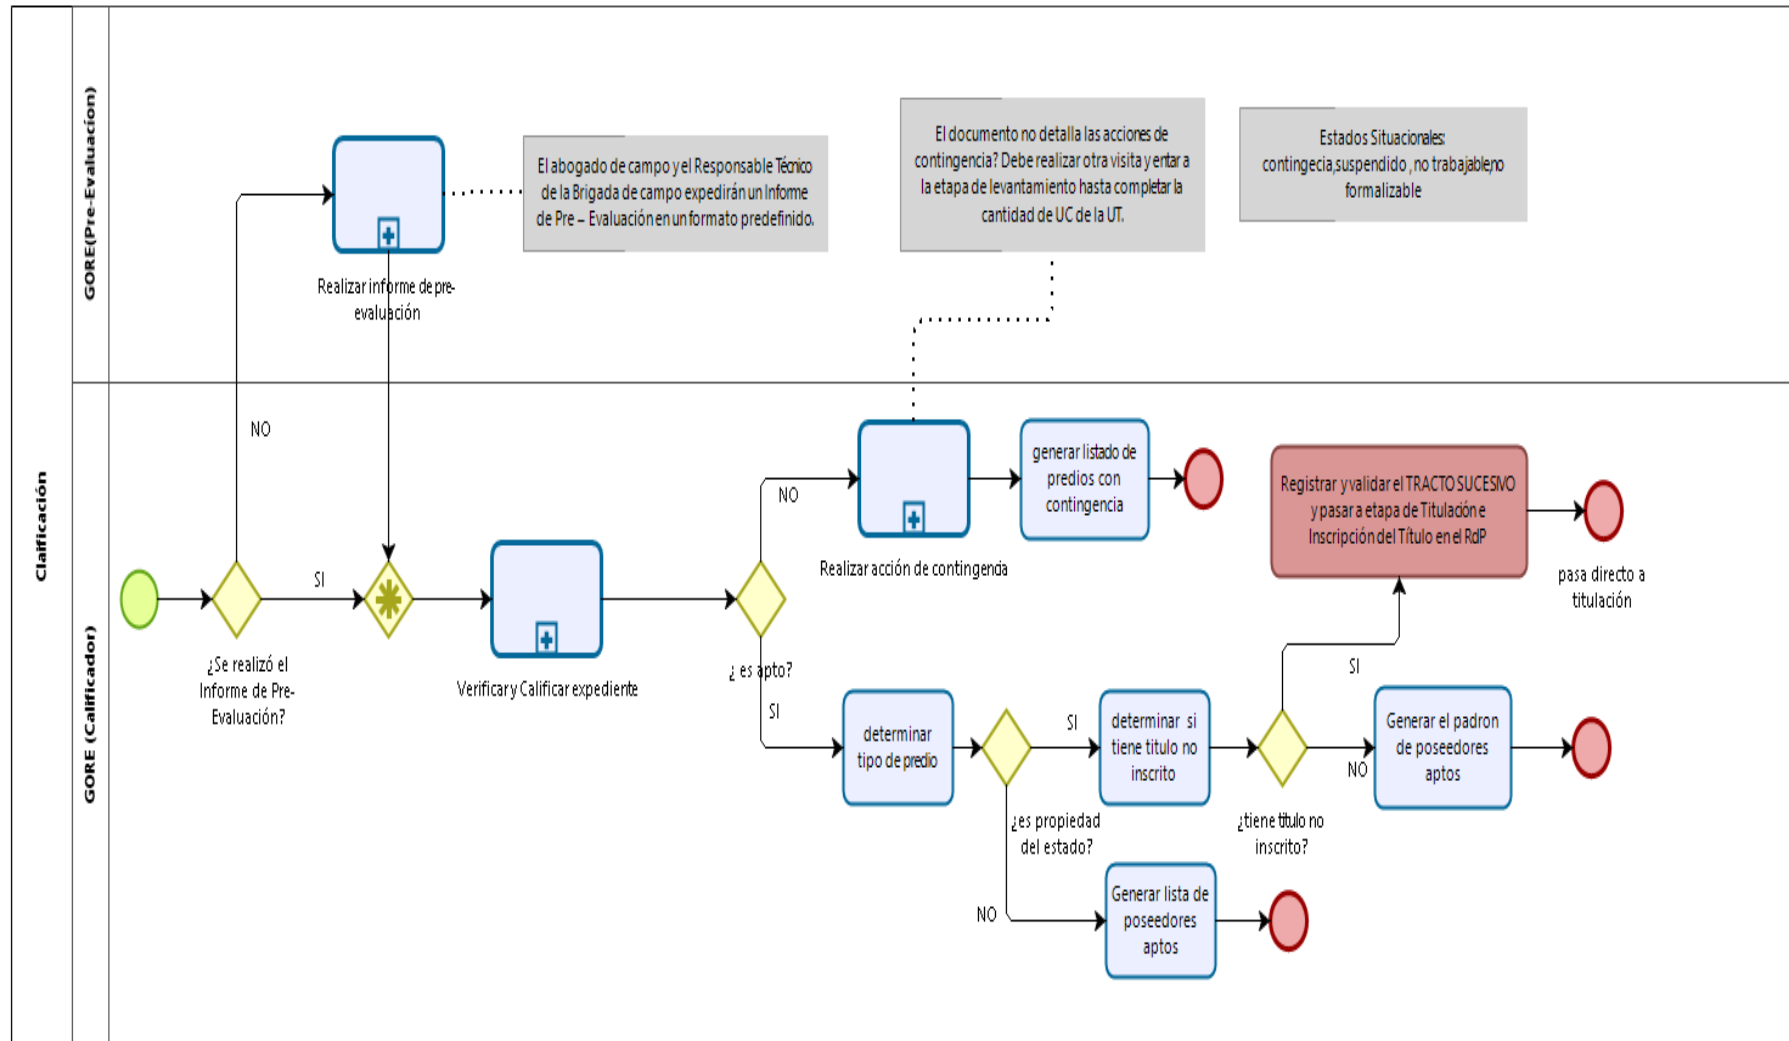 Claificación
GORE(Pre-Evaluacion)
El abogado de campo y el Responsable Técnico
de la Brigada de campo expedirán un Informe
de Pre – Evaluación en un formato predefinido.
El documento no detalla las acciones de
contingencia? Debe realizar otra visita y entar a
la etapa de levantamiento hasta completar la
cantidad de UC de la UT.
Estados Situacionales:
contingecia,suspendido , no trabajable,no
formalizable
Realizar informe de pre-
evaluación
GORE (Calificador)
NO
SI
¿Se realizó el
Informe de Pre-
Evaluación?
Verificar y Calificar expediente
¿ es apto?
NO
Realizar acción de contingencia
generar listado de
predios con
contingencia
SI
determinar
tipo de predio
¿es propiedad
del estado?
SI
determinar si
tiene titulo no
inscrito
¿tiene título no
inscrito?
SI
Registrar y validar el TRACTO SUCESIVO
y pasar a etapa de Titulación e
Inscripción del Título en el RdP
pasa directo a
titulación
NO
Generar el padron
de poseedores
aptos
NO
Generar lista de
poseedores
aptos